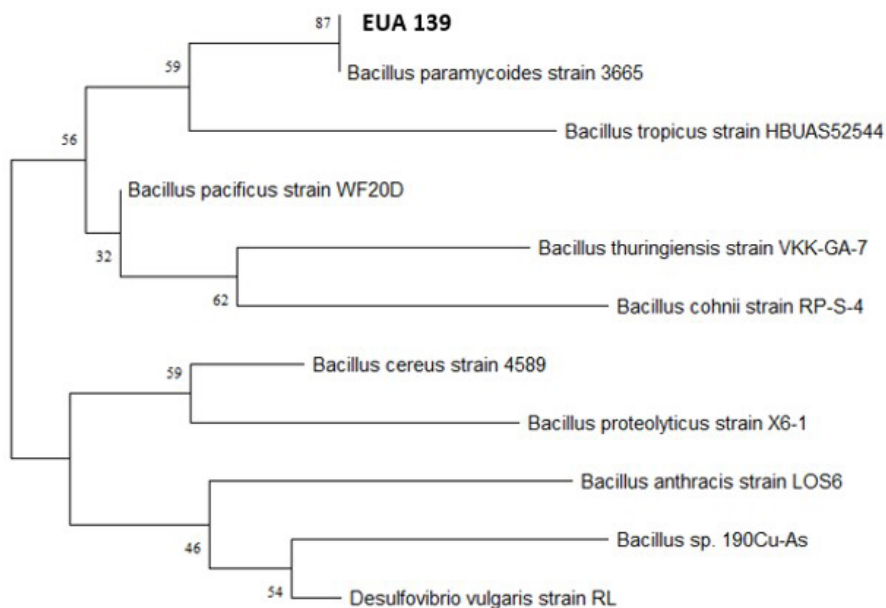 87
EUA 139
59
Bacillus paramycoides strain 3665
Bacillus tropicus strain HBUAS52544
56
Bacillus pacificus strain WF20D
32
Bacillus thuringiensis strain VKK-GA-7
62
Bacillus cohnii strain RP-S-4
59
Bacillus cereus strain 4589
Bacillus proteolyticus strain X6-1
Bacillus anthracis strain LOS6
46
Bacillus sp. 190Cu-As
54
Desulfovibrio vulgaris strain RL